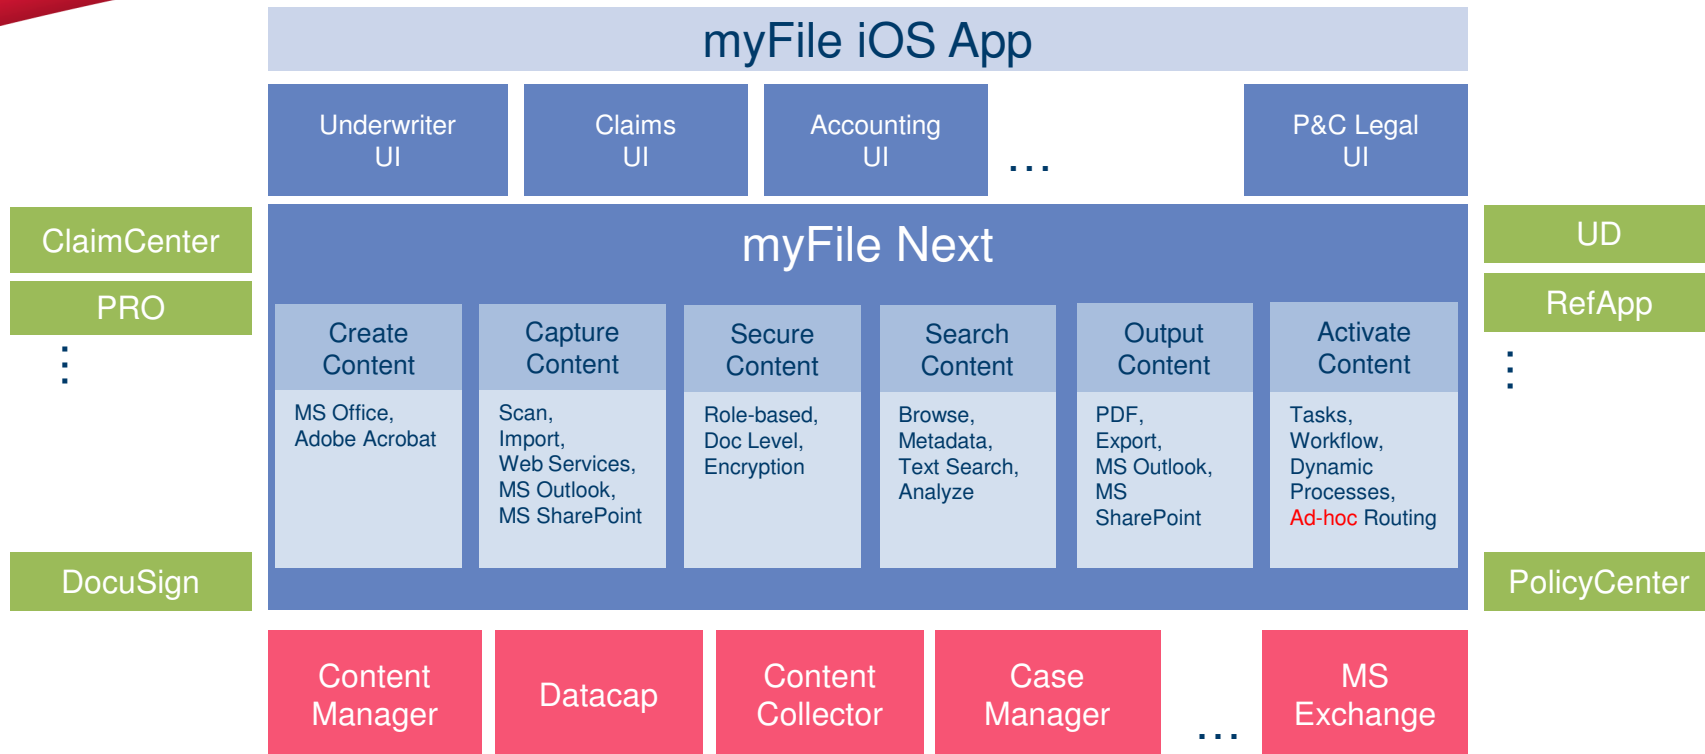 myFile iOS App
Underwriter
UI
Claims
UI
Accounting
UI
...
P&C Legal
UI
ClaimCenter
PRO
...
DocuSign
myFile Next
Create
Content
MS Office,
Adobe Acrobat
Capture
Content
Scan,
Import,
Web Services,
MS Outlook,
MS SharePoint
Secure
Content
Role-based,
Doc Level,
Encryption
Search
Content
Browse,
Metadata,
Text Search,
Analyze
Output
Content
PDF,
Export,
MS Outlook,
MS
SharePoint
Activate
Content
Tasks,
Workflow,
Dynamic
Processes,
Ad-hoc Routing
UD
RefApp
...
PolicyCenter
Content
Manager
Datacap
Content
Collector
Case
Manager
...
MS
Exchange